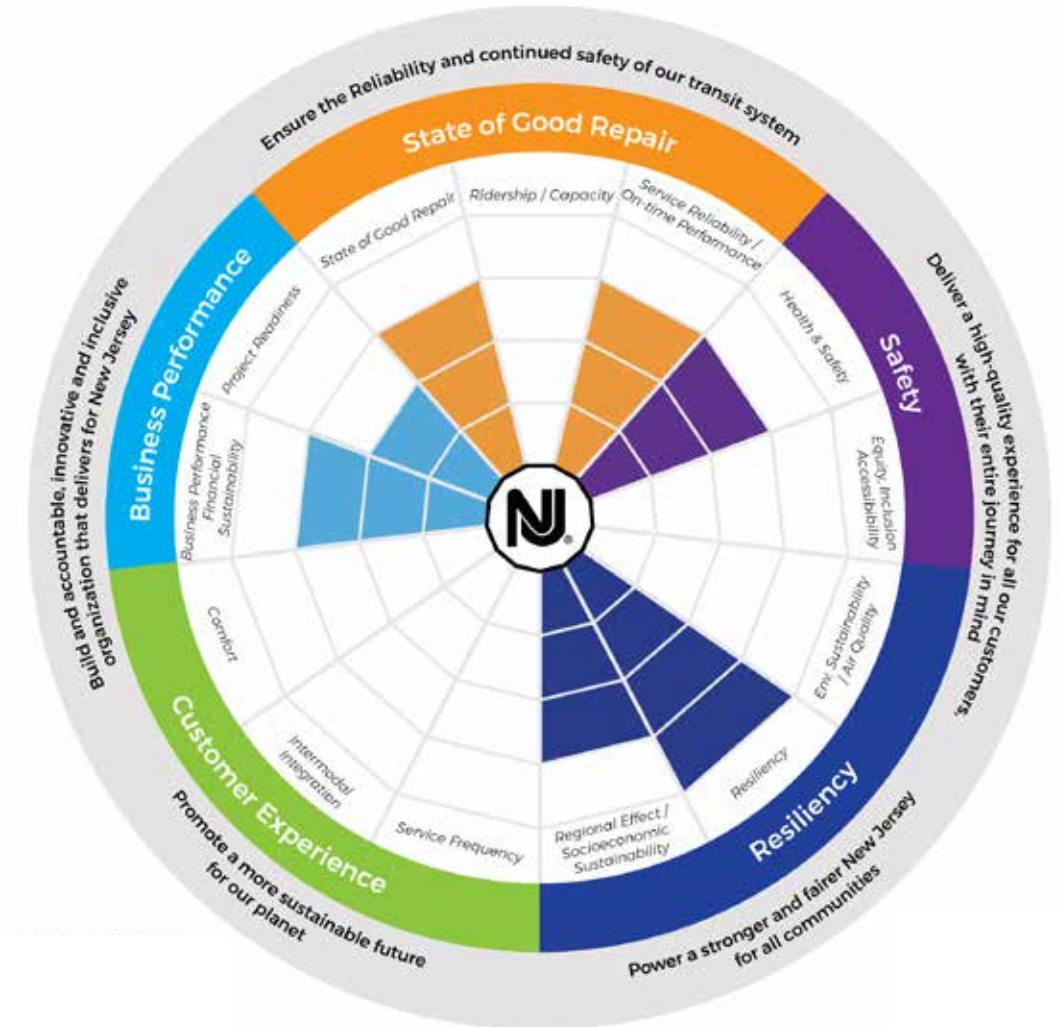 Ensure the Reliability and continued safety of our transit system
State of Good Repair
State of Good Repair
Ridership / Capacity
Service Reliability /
On-time Performance
Safety
Deliver a high-quality experience for all our customers,
with their entire journey in mind
Health & Safety
Equity, Inclusion
Accessibibility
Resiliency
Power a stronger and fairer New Jersey
for all communities
Env. Sustainability
/ Air Quality
Resiliency
Regional Effect /
Socioeconomic
Sustainability
Customer Experience
Promote a more sustainable future
for our planet
Service Frequency
Intermodal
Integration
Comfort
Business Performance
Build and accountable, innovative and inclusive
organization that delivers for New Jersey
Business Performance
Financial
Sustainability
Project Readiness
NJ